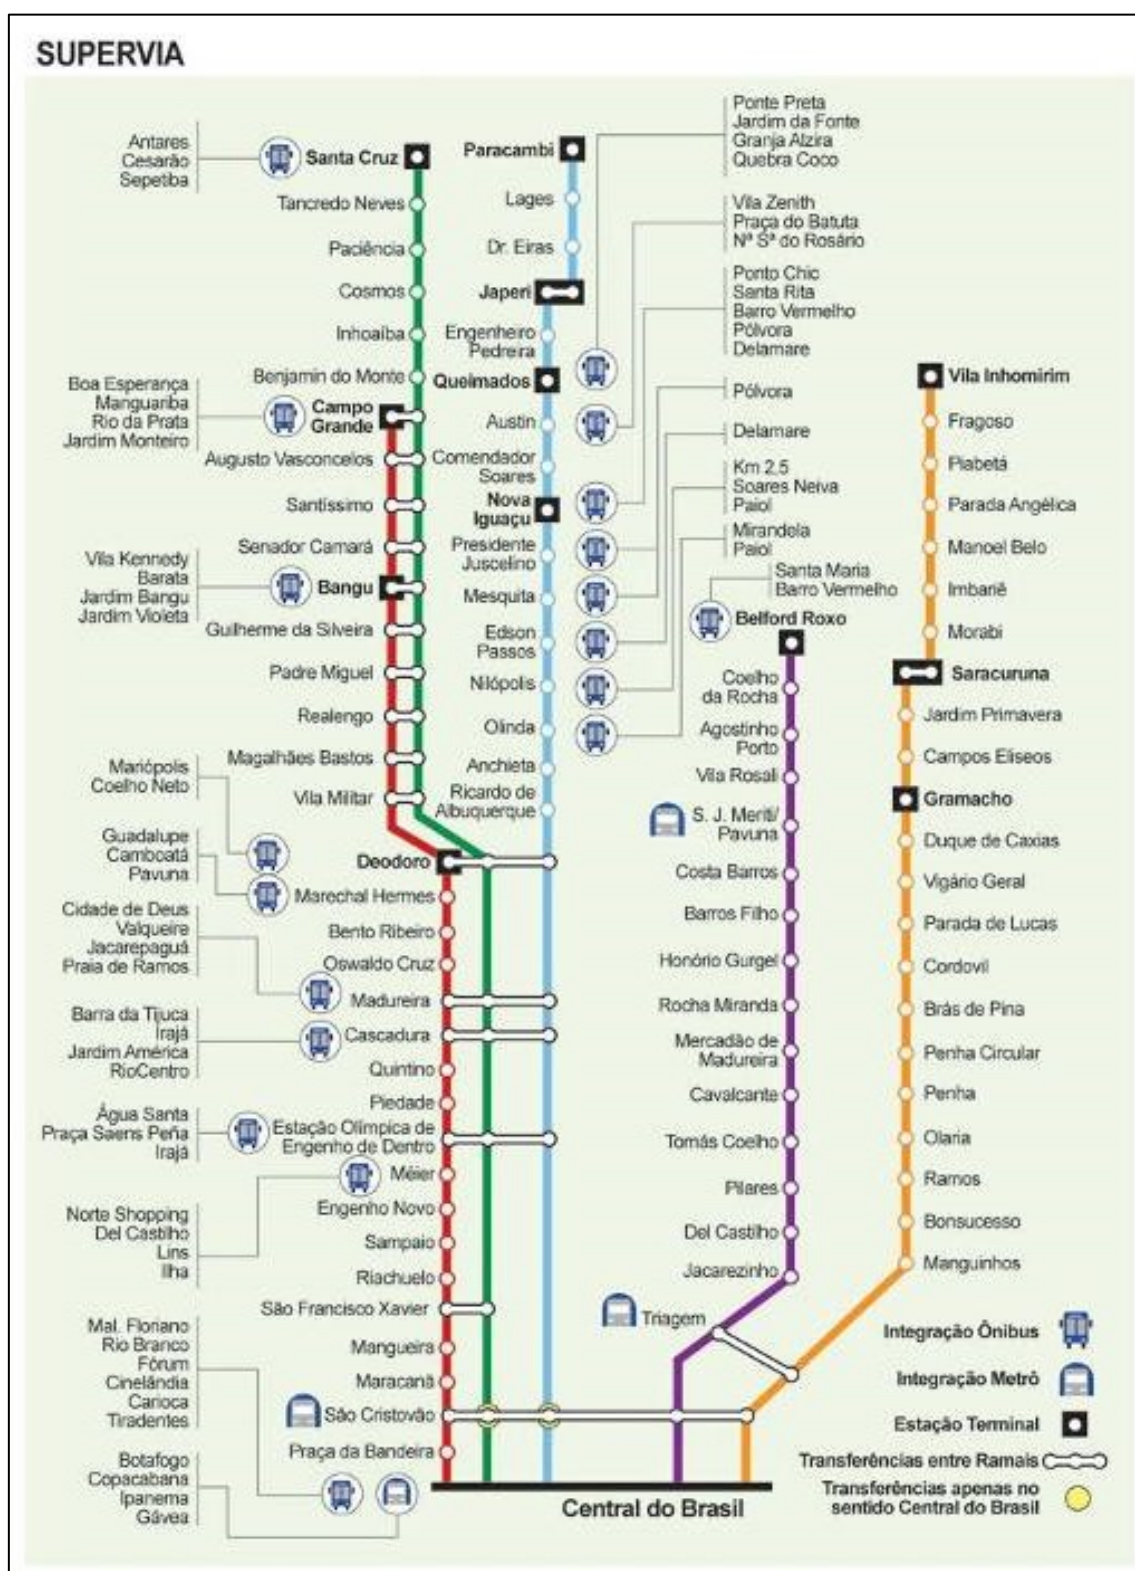 SUPERVIA
Antares
Cesarão
Sepetiba
Santa Cruz
Tancredo Neves
Paciência
Cosmos
Inhoaíba
Benjamin do Monte
Boa Esperança
Manguariba
Rio da Prata
Jardim Monteiro
Campo
Grande
Augusto Vasconcelos
Santíssimo
Senador Camará
Vila Kennedy
Barata
Jardim Bangu
Jardim Violeta
Bangu
Guilherme da Silveira
Padre Miguel
Realengo
Magalhães Bastos
Vila Militar
Mariópolis
Coelho Neto
Guadalupe
Camboatá
Pavuna
Deodoro
Marechal Hermes
Bento Ribeiro
Oswaldo Cruz
Cidade de Deus
Valqueire
Jacarepaguá
Praia de Ramos
Madureira
Barra da Tijuca
Irajá
Jardim América
RioCentro
Cascadura
Quintino
Piedade
Água Santa
Praça Saens Peña
Irajá
Estação Olímpica de
Engenho de Dentro
Méier
Norte Shopping
Del Castilho
Lins
Ilha
Engenho Novo
Sampaio
Riachuelo
São Francisco Xavier
Mangueira
Maracanã
São Cristovão
Praça da Bandeira
Mal. Floriano
Rio Branco
Fórum
Cinelândia
Carioca
Tiradentes
Botafogo
Copacabana
Ipanema
Gávea
Paracambi
Lages
Dr. Eiras
Japeri
Engenheiro
Pedreira
Queimados
Austin
Comendador
Soares
Nova
Iguaçu
Presidente
Juscelino
Mesquita
Edson
Passos
Nilópolis
Olinda
Anchieta
Ricardo de
Albuquerque
Ponte Preta
Jardim da Fonte
Granja Alzira
Quebra Coco
Vila Zenith
Praça do Batuta
Nª Sª do Rosário
Ponto Chic
Santa Rita
Barro Vermelho
Pólvora
Delamare
Pólvora
Delamare
Km 2,5
Soares Neiva
Paiol
Mirandela
Paiol
Santa Maria
Barro Vermelho
Belford Roxo
Coelho
da Rocha
Agostinho
Porto
Vila Rosali
S. J. Meriti/
Pavuna
Costa Barros
Barros Filho
Honório Gurgel
Rocha Miranda
Mercadão de
Madureira
Cavalcante
Tomás Coelho
Pilares
Del Castilho
Jacarezinho
Triagem
Vila Inhomirim
Fragoso
Piabetá
Parada Angélica
Manoel Belo
Imbariê
Morabi
Saracuruna
Jardim Primavera
Campos Eliseos
Gramacho
Duque de Caxias
Vigário Geral
Parada de Lucas
Cordovil
Brás de Pina
Penha Circular
Penha
Olaria
Ramos
Bonsucesso
Manguinhos
Integração Ônibus
Integração Metrô
Estação Terminal
Transferências entre Ramais
Transferências apenas no
sentido Central do Brasil
Central do Brasil